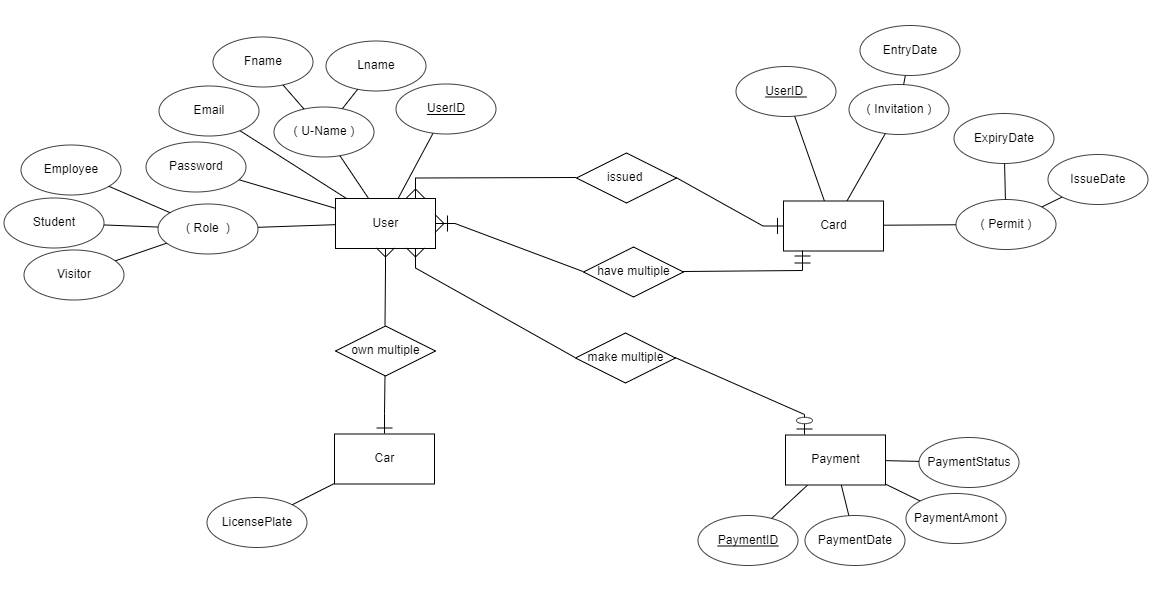 EntryDate
Fname
Lname
UserID
Email
UserID
( Invitation )
( U-Name )
ExpiryDate
Password
Employee
issued
IssueDate
Student
( Role )
User
Card
( Permit )
Visitor
have multiple
own multiple
make multiple
Car
Payment
PaymentStatus
LicensePlate
PaymentAmont
PaymentID
PaymentDate